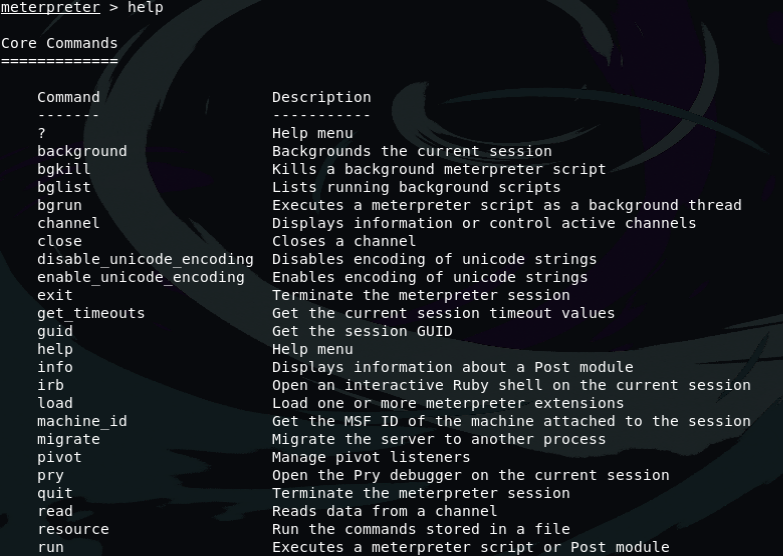 meterpreter > help
Core Commands
=============
Command Description
------- -----------
? Help menu
background Backgrounds the current session
bgkill Kills a background meterpreter script
bglist Lists running background scripts
bgrun Executes a meterpreter script as a background thread
channel Displays information or control active channels
close Closes a channel
disable_unicode_encoding Disables encoding of unicode strings
enable_unicode_encoding Enables encoding of unicode strings
exit Terminate the meterpreter session
get_timeouts Get the current session timeout values
guid Get the session GUID
help Help menu
info Displays information about a Post module
irb Open an interactive Ruby shell on the current session
load Load one or more meterpreter extensions
machine_id Get the MSF ID of the machine attached to the session
migrate Migrate the server to another process
pivot Manage pivot listeners
pry Open the Pry debugger on the current session
quit Terminate the meterpreter session
read Reads data from a channel
resource Run the commands stored in a file
run Executes a meterpreter script or Post module